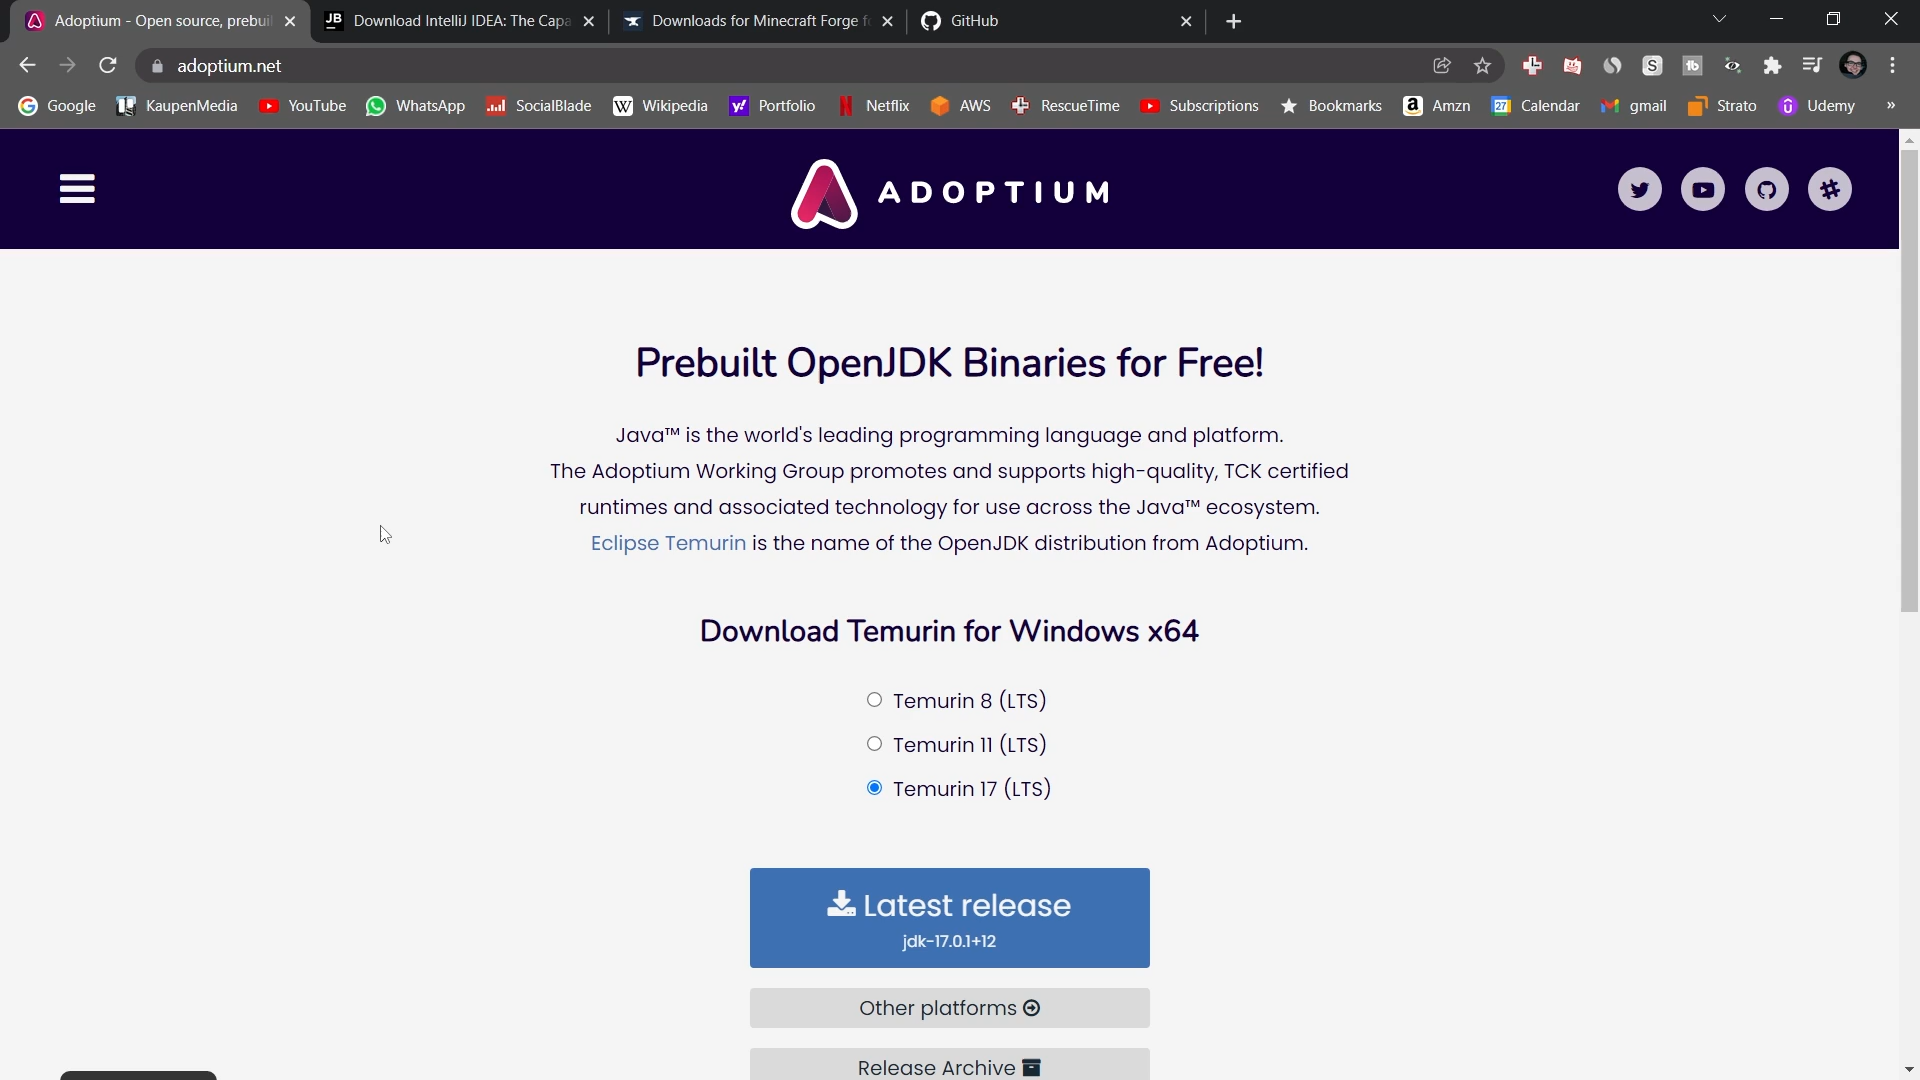 Adoptium - Open source, prebuil
Download IntelliJ IDEA: The Capa
Downloads for Minecraft Forge f
GitHub
adoptium.net
Google
KaupenMedia
YouTube
WhatsApp
SocialBlade
Wikipedia
Portfolio
Netflix
AWS
RescueTime
Subscriptions
Bookmarks
Amzn
Calendar
gmail
Strato
Udemy
»
ADOPTIUM
Prebuilt OpenJDK Binaries for Free!
Java™ is the world's leading programming language and platform.
The Adoptium Working Group promotes and supports high-quality, TCK certified
runtimes and associated technology for use across the Java™ ecosystem.
Eclipse Temurin is the name of the OpenJDK distribution from Adoptium.
Download Temurin for Windows x64
Temurin 8 (LTS)
Temurin 11 (LTS)
Temurin 17 (LTS)
Latest release
jdk-17.0.1+12
Other platforms
Release Archive